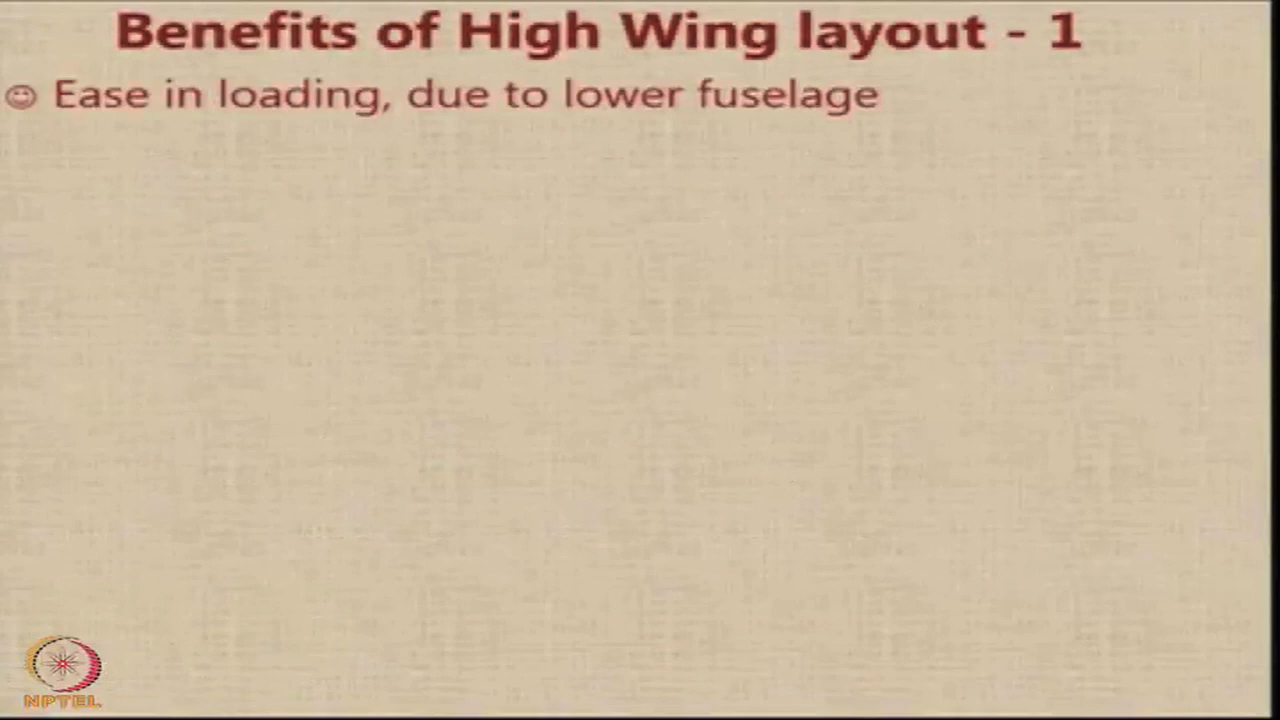 Benefits of High Wing layout - 1
☺ Ease in loading, due to lower fuselage
NPTEL